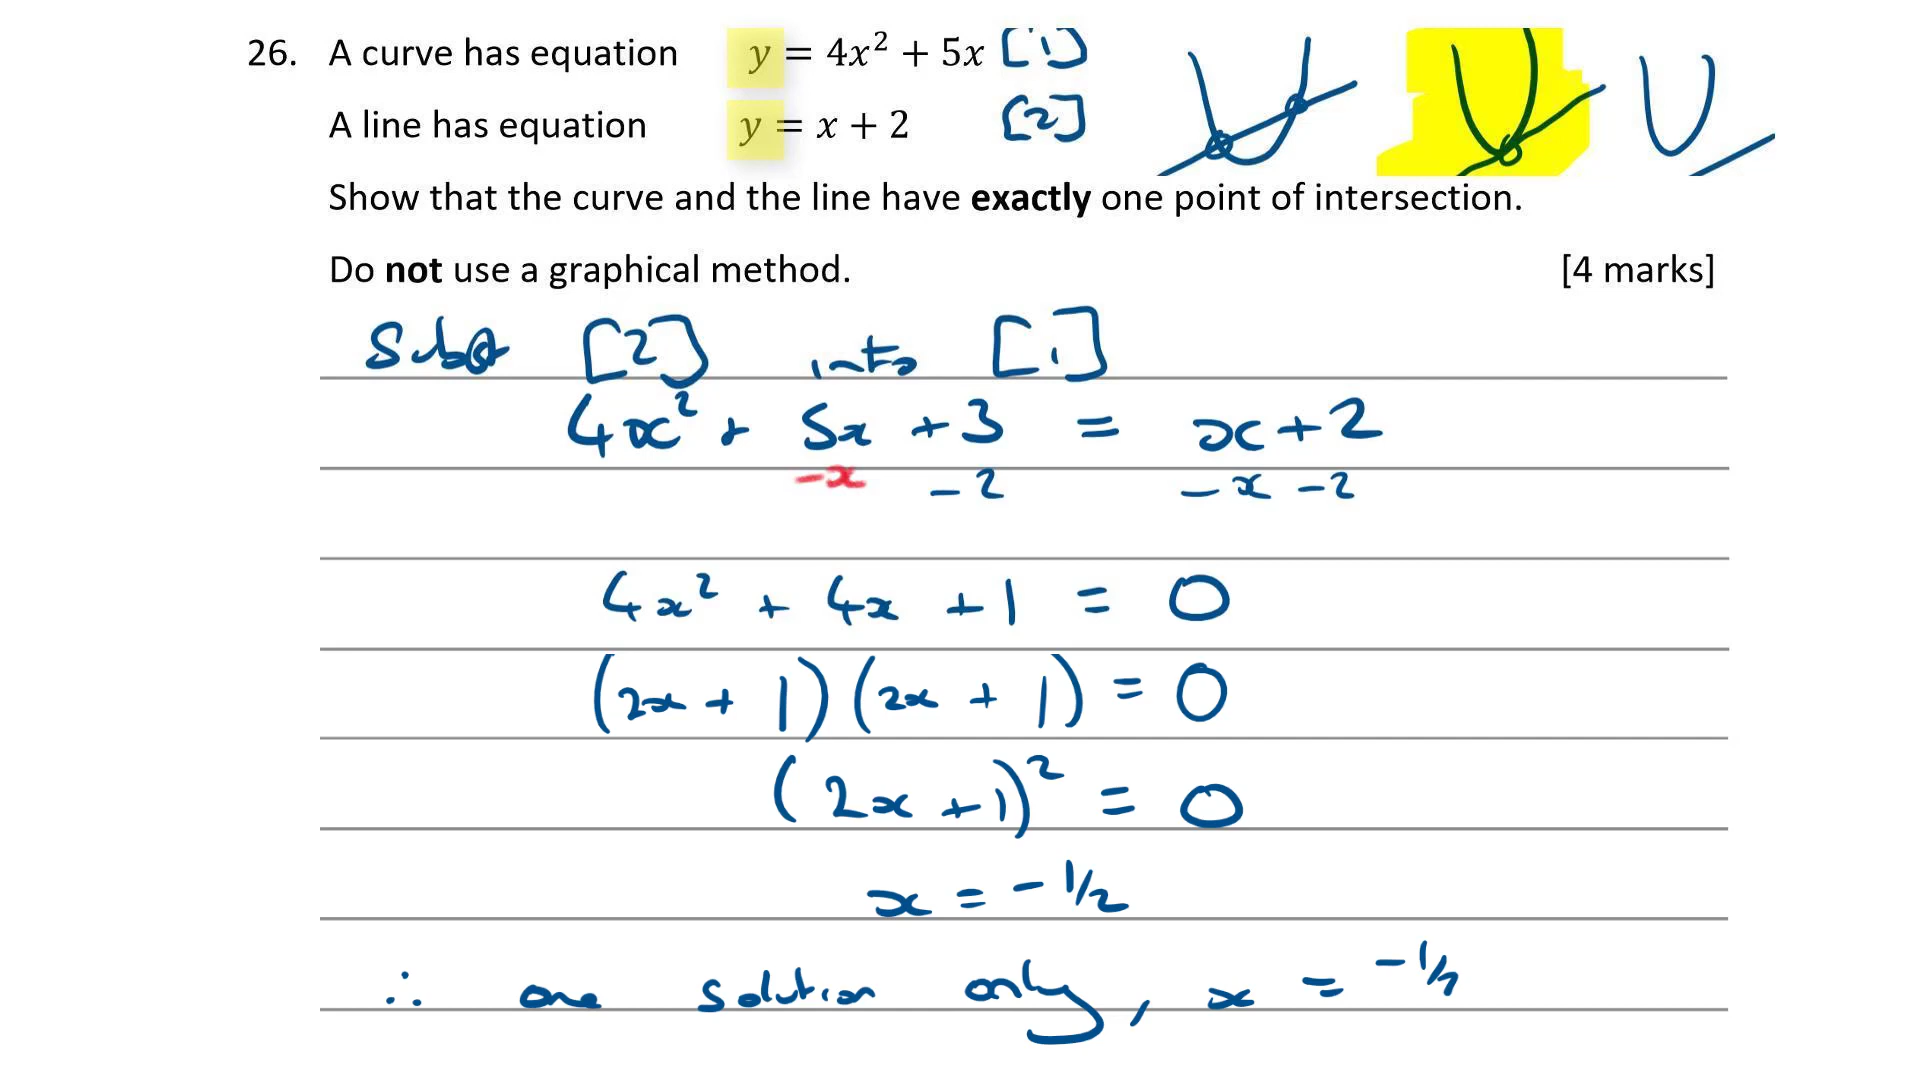 26. A curve has equation y = 4x² + 5x [1]
A line has equation y = x + 2 [2]
Show that the curve and the line have exactly one point of intersection.
Do not use a graphical method. [4 marks]
Subst [2] into [1]
4x² + 5x + 3 = x + 2
-x - 2 - x - 2
4x² + 4x + 1 = 0
(2x + 1)(2x + 1) = 0
(2x + 1)² = 0
x = - 1/2
∴ one solution only, x = - 1/2